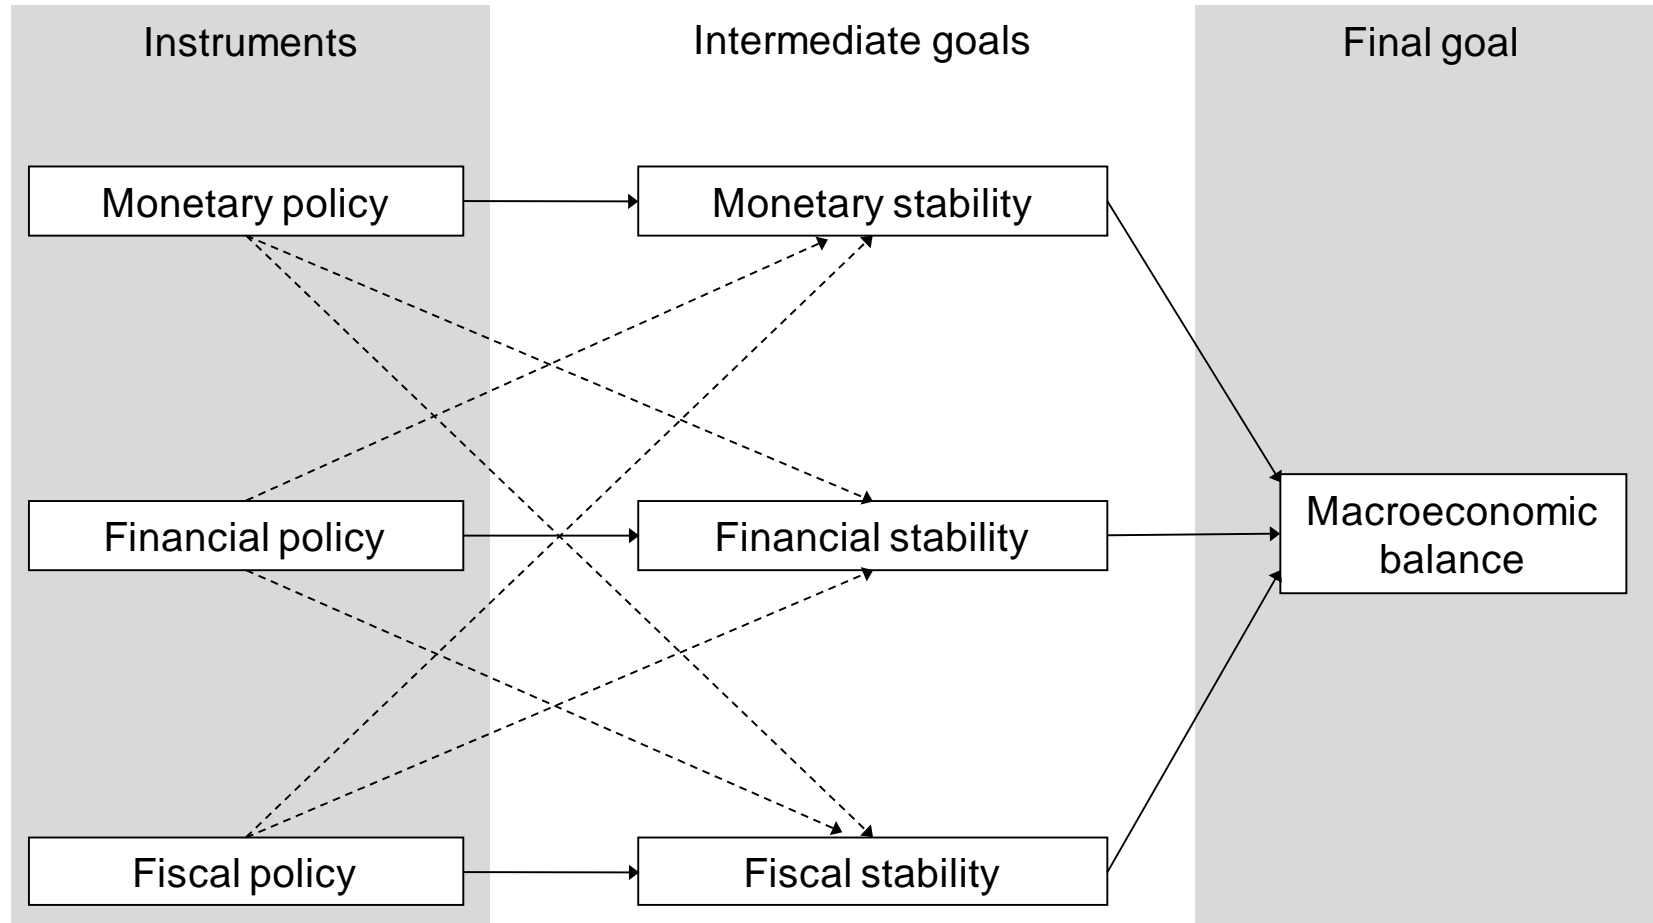 Instruments
Intermediate goals
Final goal
Monetary policy
Monetary stability
Financial policy
Financial stability
Macroeconomic
balance
Fiscal policy
Fiscal stability